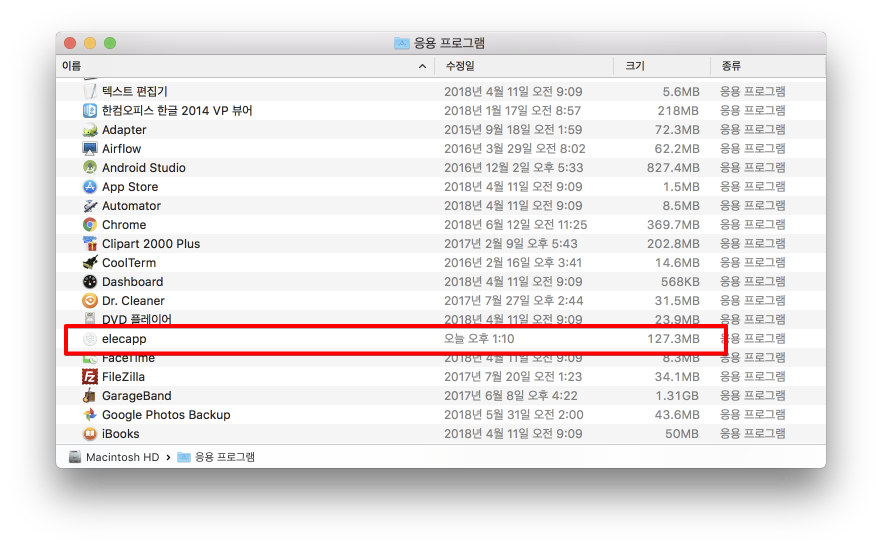 응용 프로그램
이름 수정일 크기 종류
텍스트 편집기 2018년 4월 11일 오전 9:09 5.6MB 응용 프로그램
한컴오피스 한글 2014 VP 뷰어 2018년 1월 17일 오전 8:57 218MB 응용 프로그램
Adapter 2015년 9월 18일 오전 1:59 72.3MB 응용 프로그램
Airflow 2016년 3월 29일 오전 8:02 62.2MB 응용 프로그램
Android Studio 2016년 12월 2일 오후 5:33 827.4MB 응용 프로그램
App Store 2018년 4월 11일 오전 9:09 1.5MB 응용 프로그램
Automator 2018년 4월 11일 오전 9:09 8.5MB 응용 프로그램
Chrome 2018년 6월 12일 오전 11:25 369.7MB 응용 프로그램
Clipart 2000 Plus 2017년 2월 9일 오후 5:43 202.8MB 응용 프로그램
CoolTerm 2016년 2월 16일 오후 3:41 14.6MB 응용 프로그램
Dashboard 2018년 4월 11일 오전 9:09 568KB 응용 프로그램
Dr. Cleaner 2017년 7월 27일 오후 2:44 31.5MB 응용 프로그램
DVD 플레이어 2018년 4월 11일 오전 9:09 23.9MB 응용 프로그램
elecapp 오늘 오후 1:10 127.3MB 응용 프로그램
FaceTime 2018년 4월 11일 오전 9:09 8.3MB 응용 프로그램
FileZilla 2017년 7월 20일 오전 1:23 34.1MB 응용 프로그램
GarageBand 2017년 6월 8일 오후 4:22 1.31GB 응용 프로그램
Google Photos Backup 2018년 5월 31일 오전 2:00 43.6MB 응용 프로그램
iBooks 2018년 4월 11일 오전 9:09 50MB 응용 프로그램
Macintosh HD › 응용 프로그램